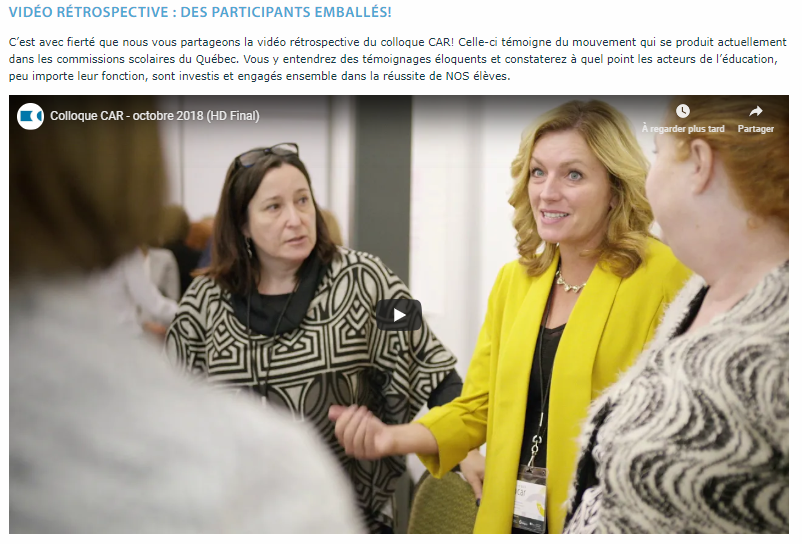 VIDÉO RÉTROSPECTIVE : DES PARTICIPANTS EMBALLÉS!
C’est avec fierté que nous vous partageons la vidéo rétrospective du colloque CAR! Celle-ci témoigne du mouvement qui se produit actuellement
dans les commissions scolaires du Québec. Vous y entendrez des témoignages éloquents et constaterez à quel point les acteurs de l’éducation,
peu importe leur fonction, sont investis et engagés ensemble dans la réussite de NOS élèves.
Colloque CAR - octobre 2018 (HD Final)
À regarder plus tard
Partager